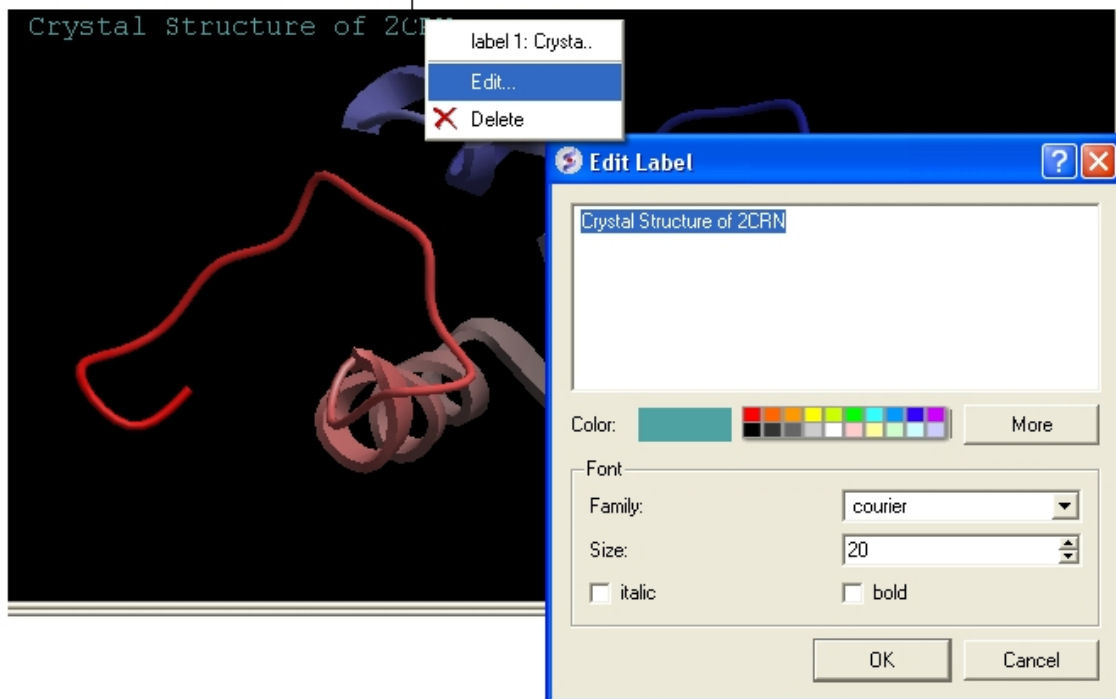 Crystal Structure of 2CRN
label 1: Crysta..
Edit...
Delete
Edit Label
Crystal Structure of 2CRN
Color:
More
Font
Family:
courier
Size:
20
italic
bold
OK
Cancel